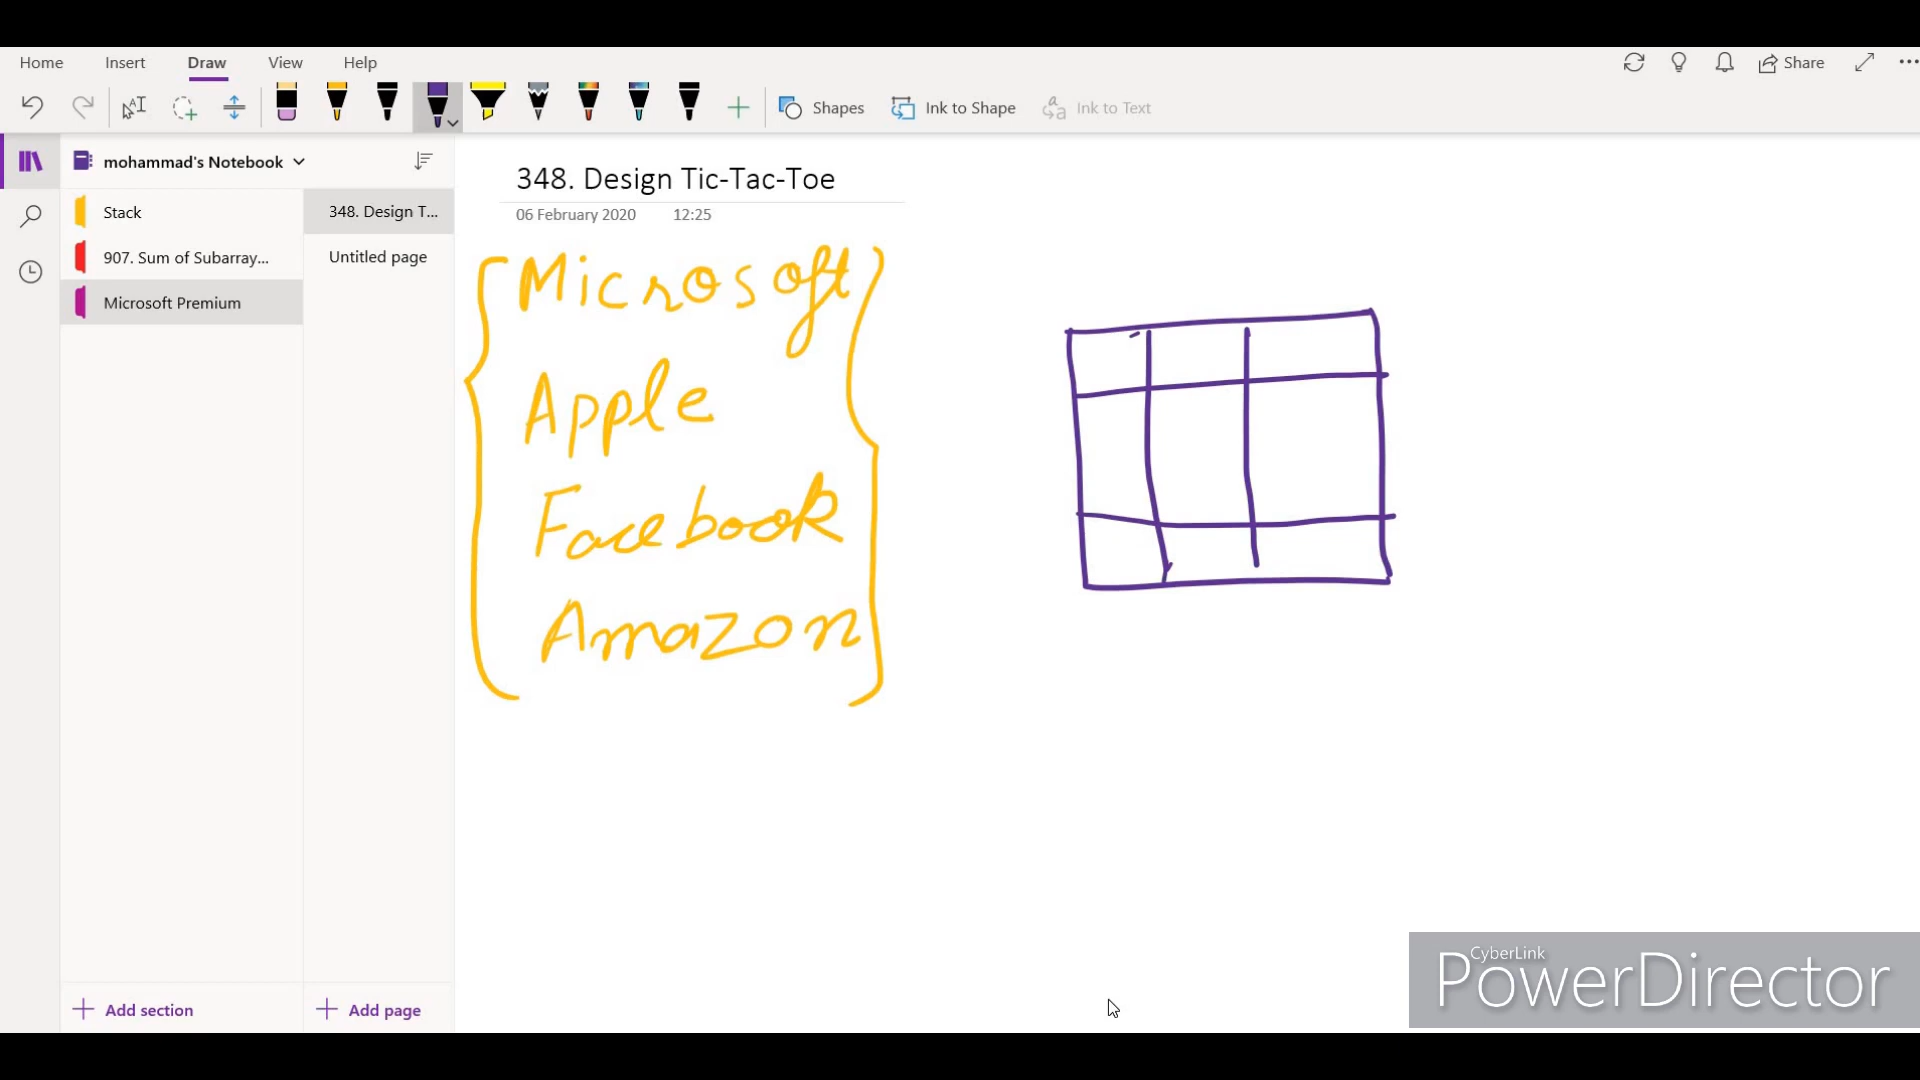 Home Insert Draw View Help Share
Shapes Ink to Shape Ink to Text
mohammad's Notebook
Stack
907. Sum of Subarray...
Microsoft Premium
348. Design T...
Untitled page
348. Design Tic-Tac-Toe
06 February 2020 12:25
Microsoft
Apple
Facebook
Amazon
Add section
Add page
CyberLink
PowerDirector